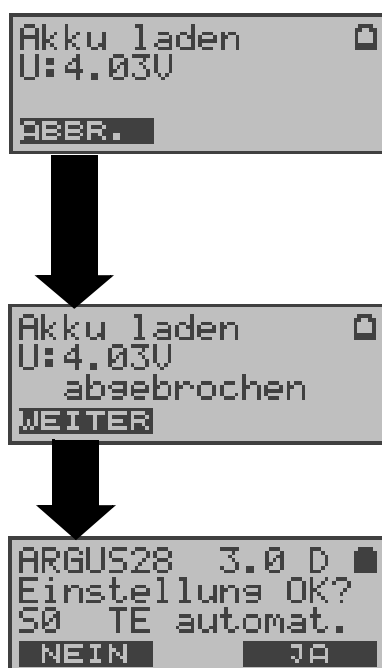 Akku laden
U:4.03V
ABBR.
Akku laden
U:4.03V
abgebrochen
WEITER
ARGUS28 3.0 D
Einstellung OK?
S0 TE automat.
NEIN JA